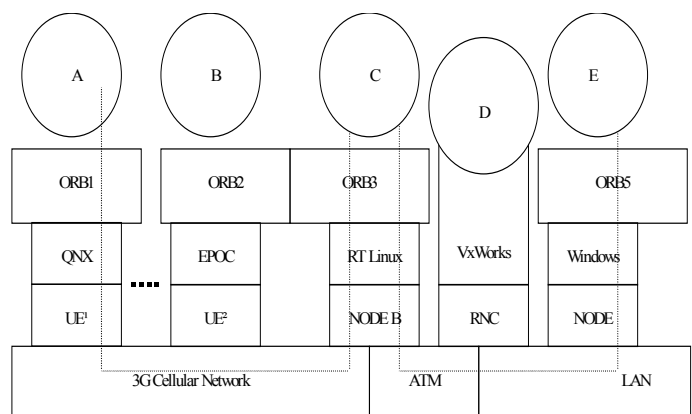 A B C D E
ORB1 ORB2 ORB3 ORB5
QNX EPOC RT Linux VxWorks Windows
UE¹ UE² NODE B RNC NODE
3G Cellular Network ATM LAN